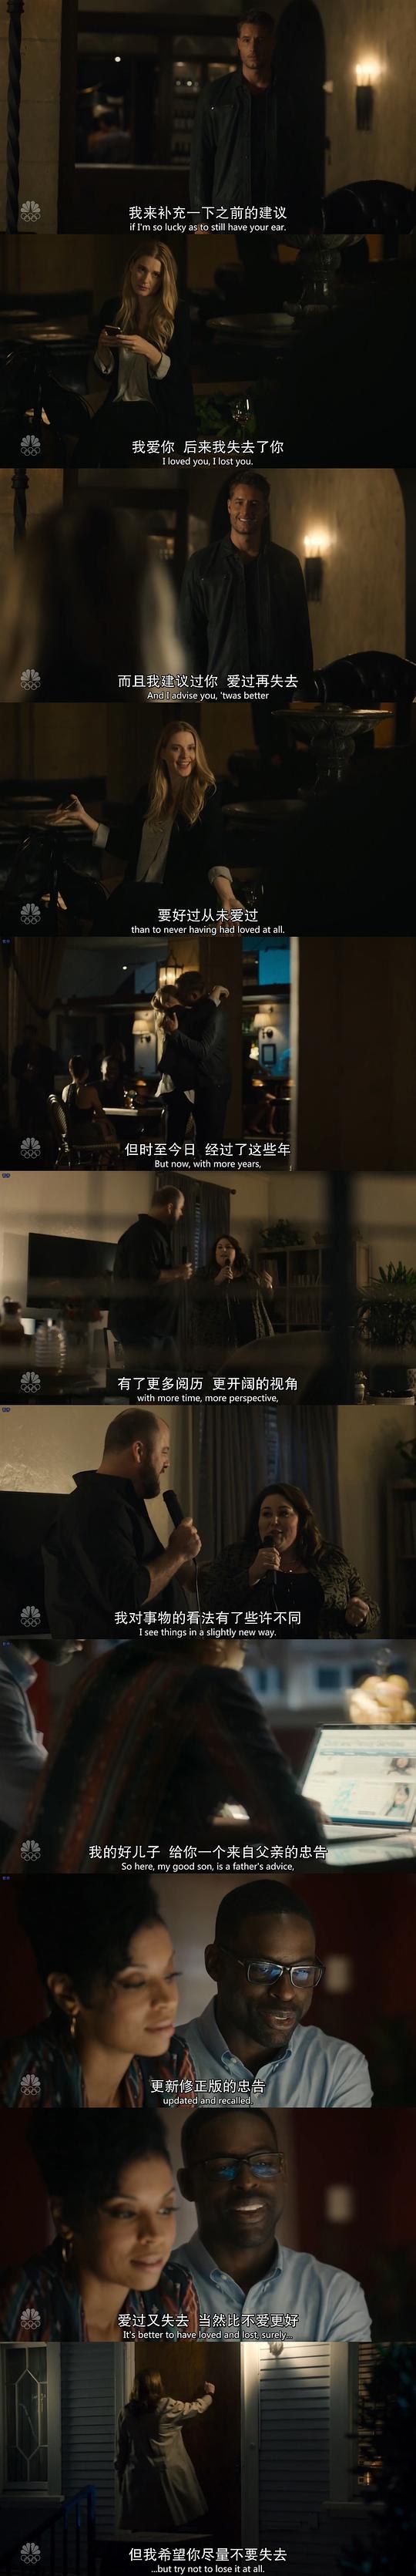 我来补充一下之前的建议
if I'm so lucky as to still have your ear.
我爱你 后来我失去了你
I loved you, I lost you.
而且我建议过你 爱过再失去
And I advise you, 'twas better
要好过从未爱过
than to never having had loved at all.
但时至今日 经过了这些年
But now, with more years,
有了更多阅历 更开阔的视角
with more time, more perspective,
我对事物的看法有了些许不同
I see things in a slightly new way.
我的好儿子 给你一个来自父亲的忠告
So here, my good son, is a father's advice,
更新修正版的忠告
updated and recalled.
爱过又失去 当然比不爱更好
It's better to have loved and lost, surely...
但我希望你尽量不要失去
...but try not to lose it at all.